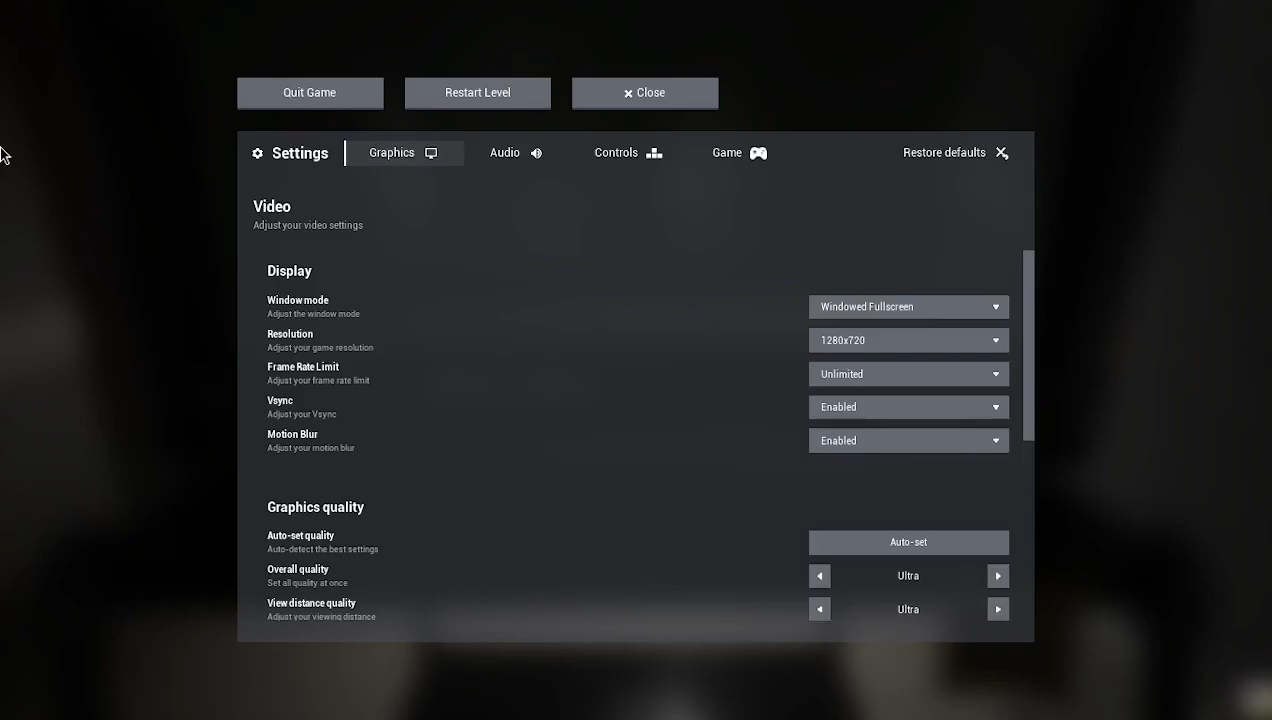 Quit Game
Restart Level
Close
Settings
Graphics
Audio
Controls
Game
Restore defaults
Video
Adjust your video settings
Display
Window mode
Adjust the window mode
Windowed Fullscreen
Resolution
Adjust your game resolution
1280x720
Frame Rate Limit
Adjust your frame rate limit
Unlimited
Vsync
Adjust your Vsync
Enabled
Motion Blur
Adjust your motion blur
Enabled
Graphics quality
Auto-set quality
Auto-detect the best settings
Auto-set
Overall quality
Set all quality at once
Ultra
View distance quality
Adjust your viewing distance
Ultra